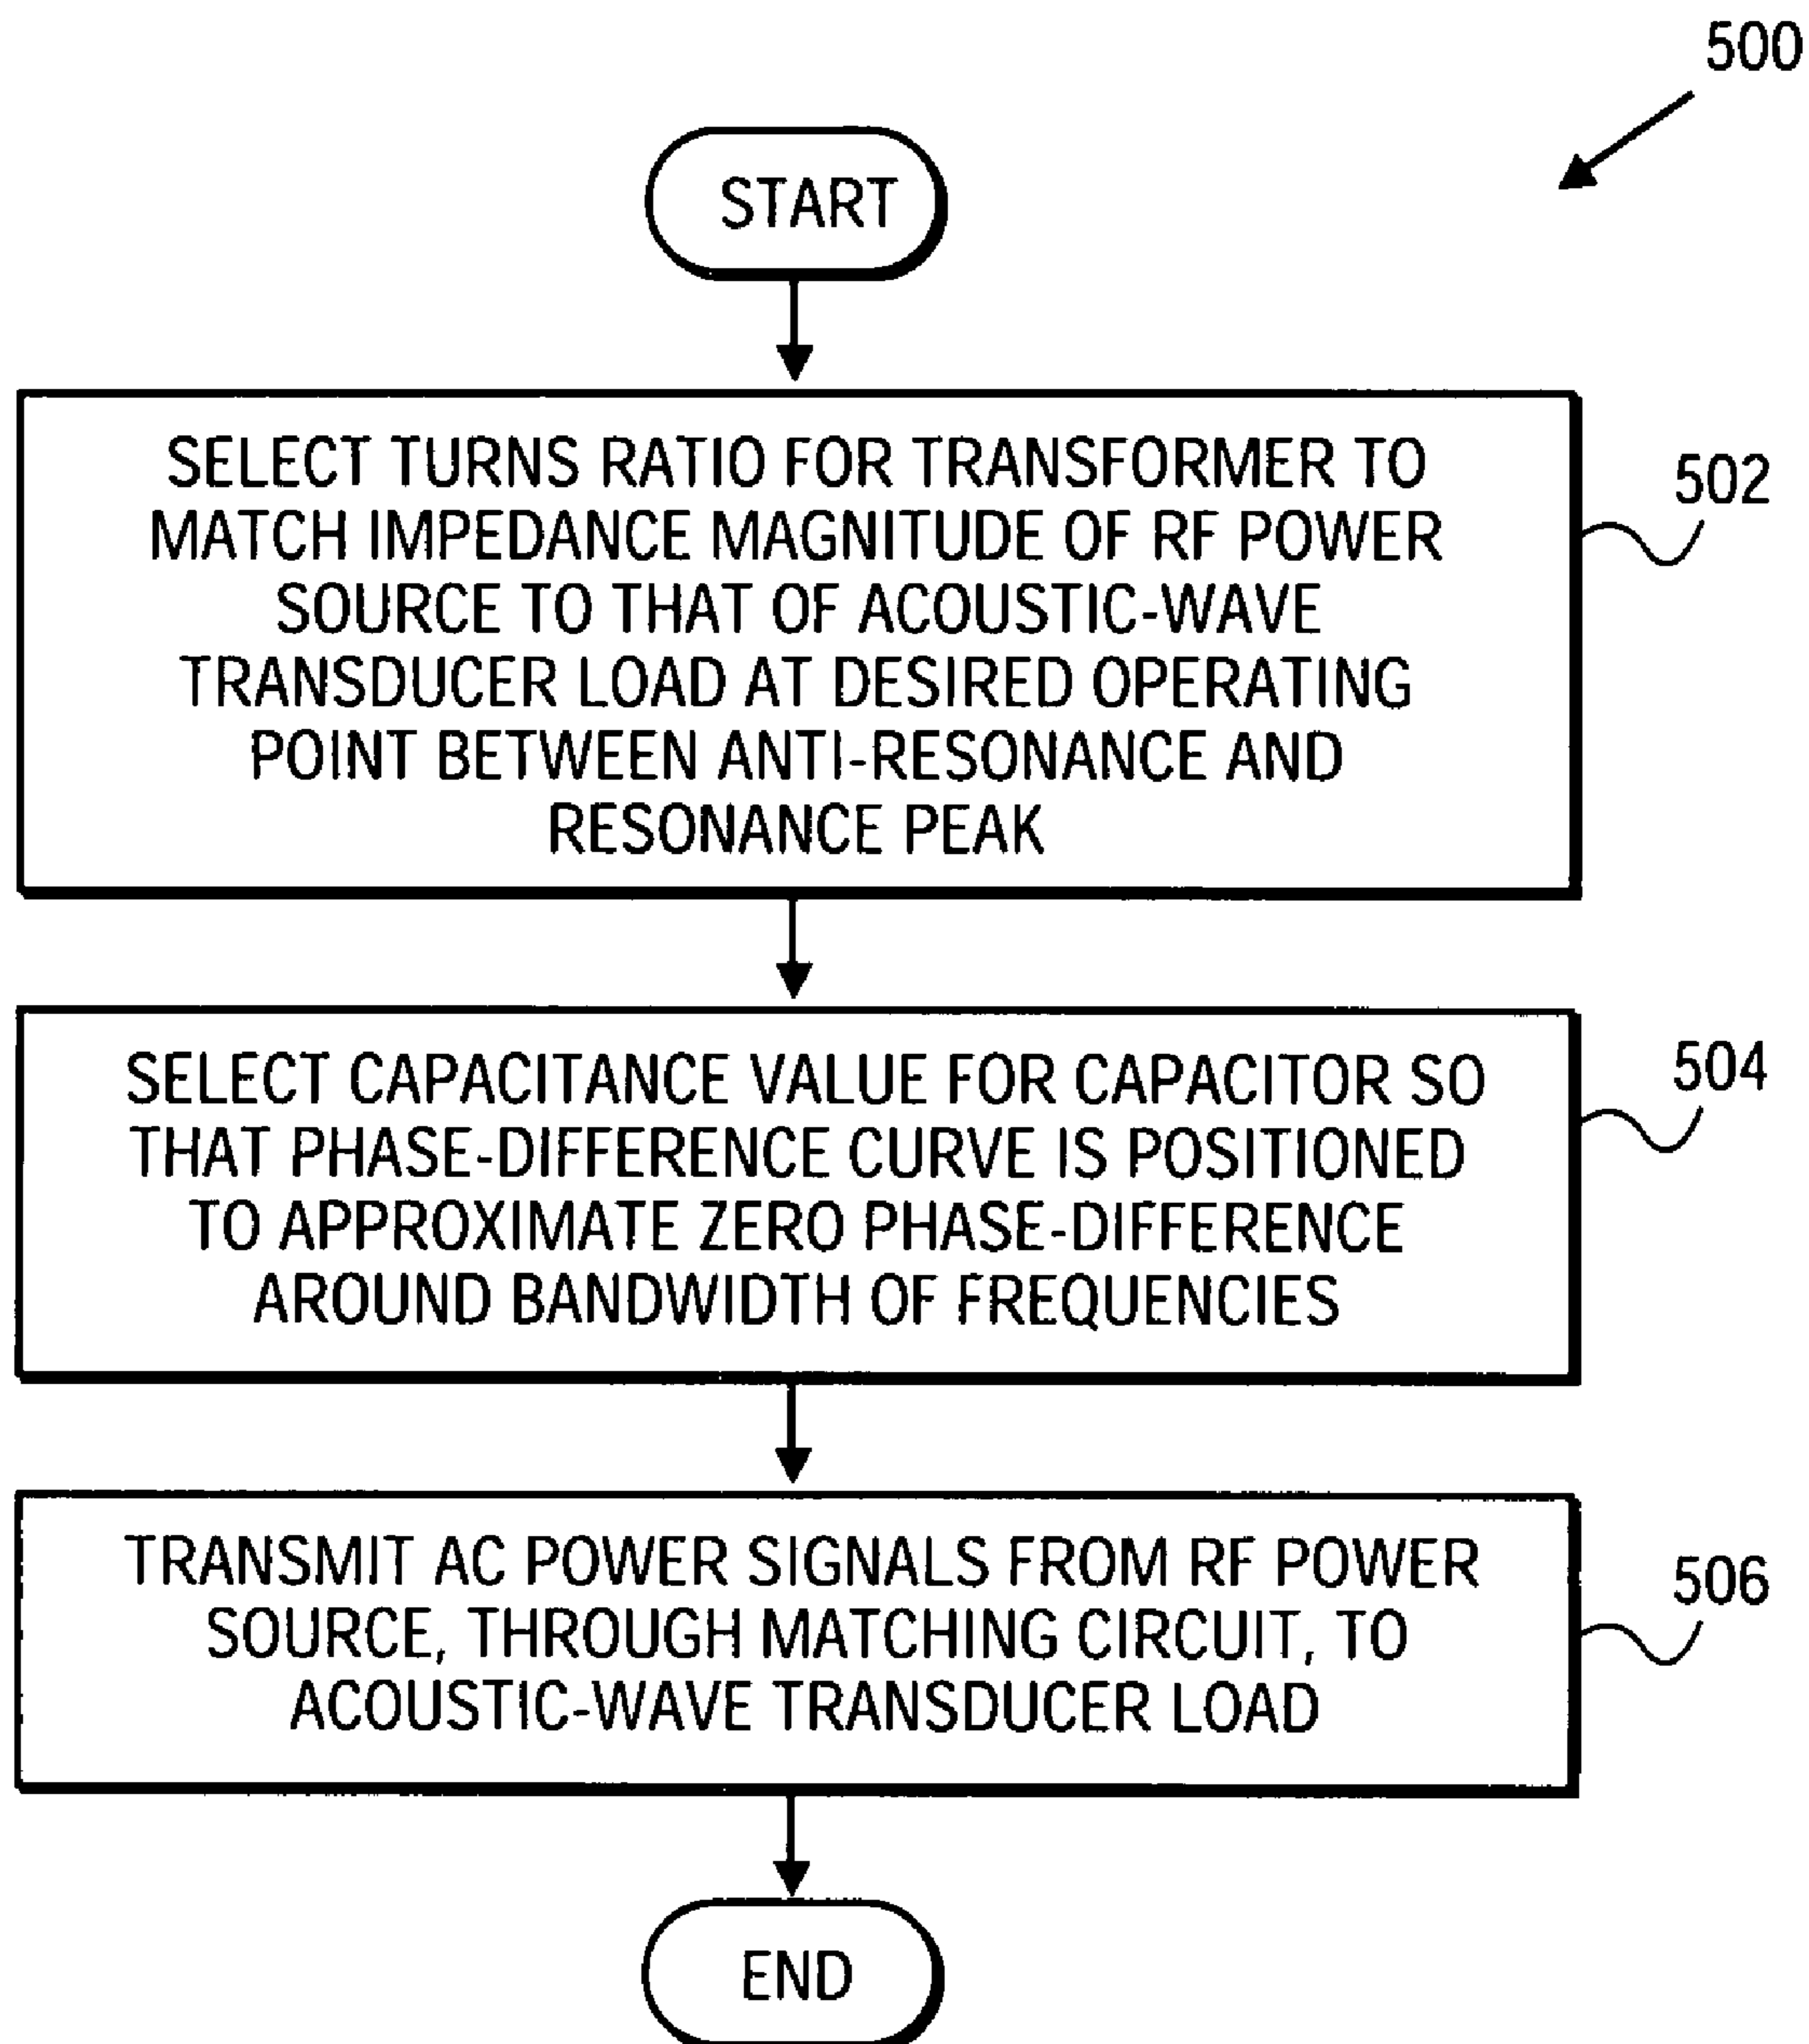 500
START
SELECT TURNS RATIO FOR TRANSFORMER TO
MATCH IMPEDANCE MAGNITUDE OF RF POWER
SOURCE TO THAT OF ACOUSTIC-WAVE
TRANSDUCER LOAD AT DESIRED OPERATING
POINT BETWEEN ANTI-RESONANCE AND
RESONANCE PEAK
502
SELECT CAPACITANCE VALUE FOR CAPACITOR SO
THAT PHASE-DIFFERENCE CURVE IS POSITIONED
TO APPROXIMATE ZERO PHASE-DIFFERENCE
AROUND BANDWIDTH OF FREQUENCIES
504
TRANSMIT AC POWER SIGNALS FROM RF POWER
SOURCE, THROUGH MATCHING CIRCUIT, TO
ACOUSTIC-WAVE TRANSDUCER LOAD
506
END